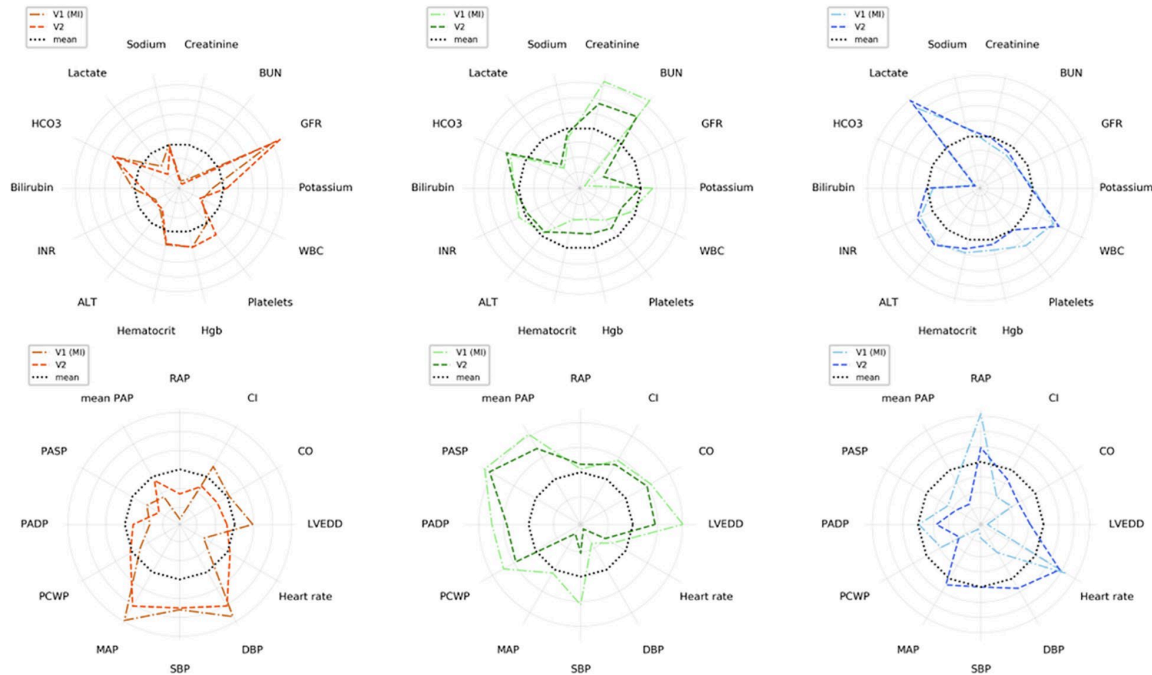 V1 (MI)
V2
mean
Sodium Creatinine
Lactate BUN
HCO3 GFR
Bilirubin Potassium
INR WBC
ALT Platelets
Hematocrit Hgb
V1 (MI)
V2
mean
Sodium Creatinine
Lactate BUN
HCO3 GFR
Bilirubin Potassium
INR WBC
ALT Platelets
Hematocrit Hgb
V1 (MI)
V2
mean
Sodium Creatinine
Lactate BUN
HCO3 GFR
Bilirubin Potassium
INR WBC
ALT Platelets
Hematocrit Hgb
V1 (MI)
V2
mean
RAP
mean PAP CI
PASP CO
PADP LVEDD
PCWP Heart rate
MAP DBP
SBP
V1 (MI)
V2
mean
RAP
mean PAP CI
PASP CO
PADP LVEDD
PCWP Heart rate
MAP DBP
SBP
V1 (MI)
V2
mean
RAP
mean PAP CI
PASP CO
PADP LVEDD
PCWP Heart rate
MAP DBP
SBP